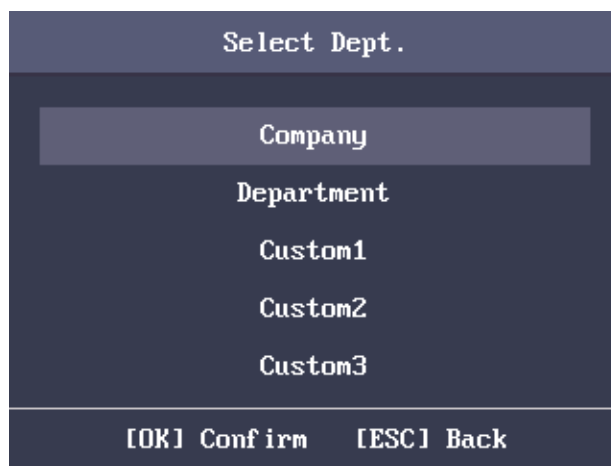 Select Dept.
Company
Department
Custom1
Custom2
Custom3
[OK] Confirm [ESC] Back